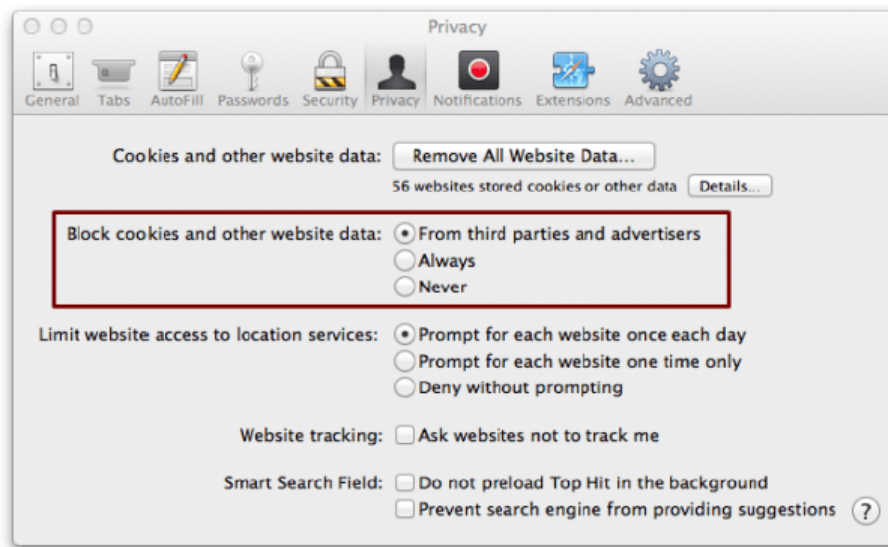 Privacy
General Tabs AutoFill Passwords Security Privacy Notifications Extensions Advanced
Cookies and other website data: Remove All Website Data...
56 websites stored cookies or other data Details...
Block cookies and other website data: From third parties and advertisers
Always
Never
Limit website access to location services: Prompt for each website once each day
Prompt for each website one time only
Deny without prompting
Website tracking: Ask websites not to track me
Smart Search Field: Do not preload Top Hit in the background
Prevent search engine from providing suggestions ?